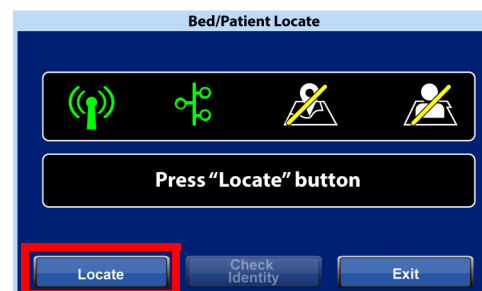 Bed/Patient Locate
Press “Locate” button
Locate
Check
Identity
Exit